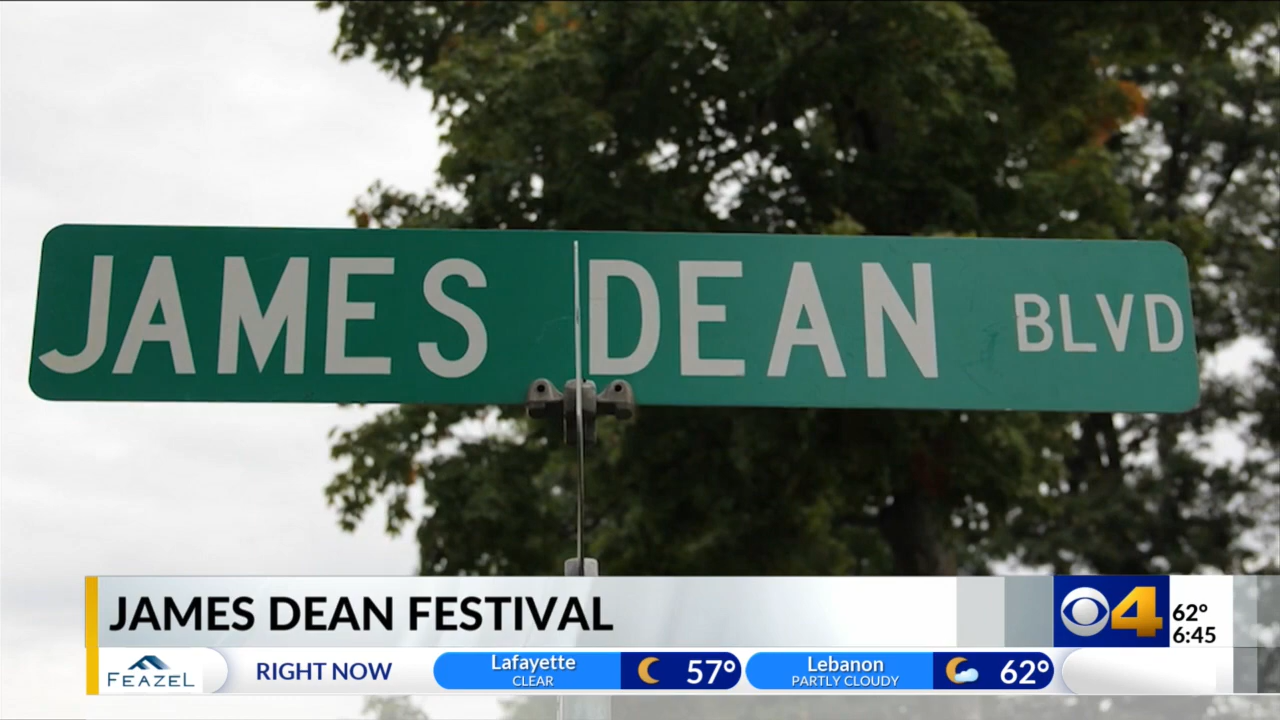 JAMES DEAN BLVD
JAMES DEAN FESTIVAL
4
62°
6:45
FEAZEL
RIGHT NOW
Lafayette
CLEAR
57°
Lebanon
PARTLY CLOUDY
62°